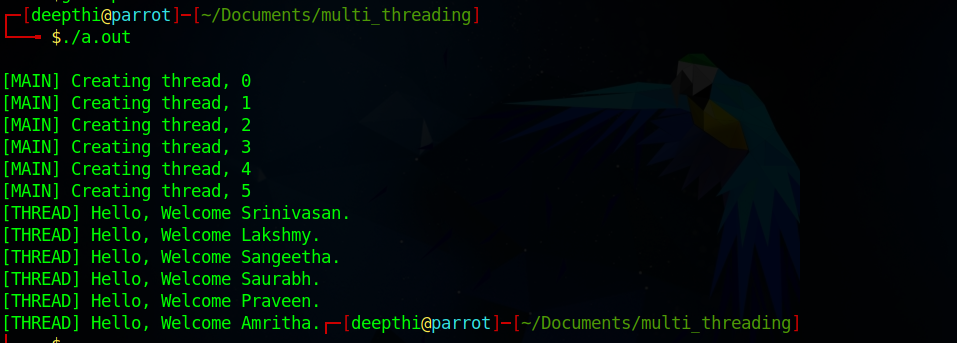 ┌─[deepthi@parrot]─[~/Documents/multi_threading]
└──╼ $./a.out
[MAIN] Creating thread, 0
[MAIN] Creating thread, 1
[MAIN] Creating thread, 2
[MAIN] Creating thread, 3
[MAIN] Creating thread, 4
[MAIN] Creating thread, 5
[THREAD] Hello, Welcome Srinivasan.
[THREAD] Hello, Welcome Lakshmy.
[THREAD] Hello, Welcome Sangeetha.
[THREAD] Hello, Welcome Saurabh.
[THREAD] Hello, Welcome Praveen.
[THREAD] Hello, Welcome Amritha.┌─[deepthi@parrot]─[~/Documents/multi_threading]